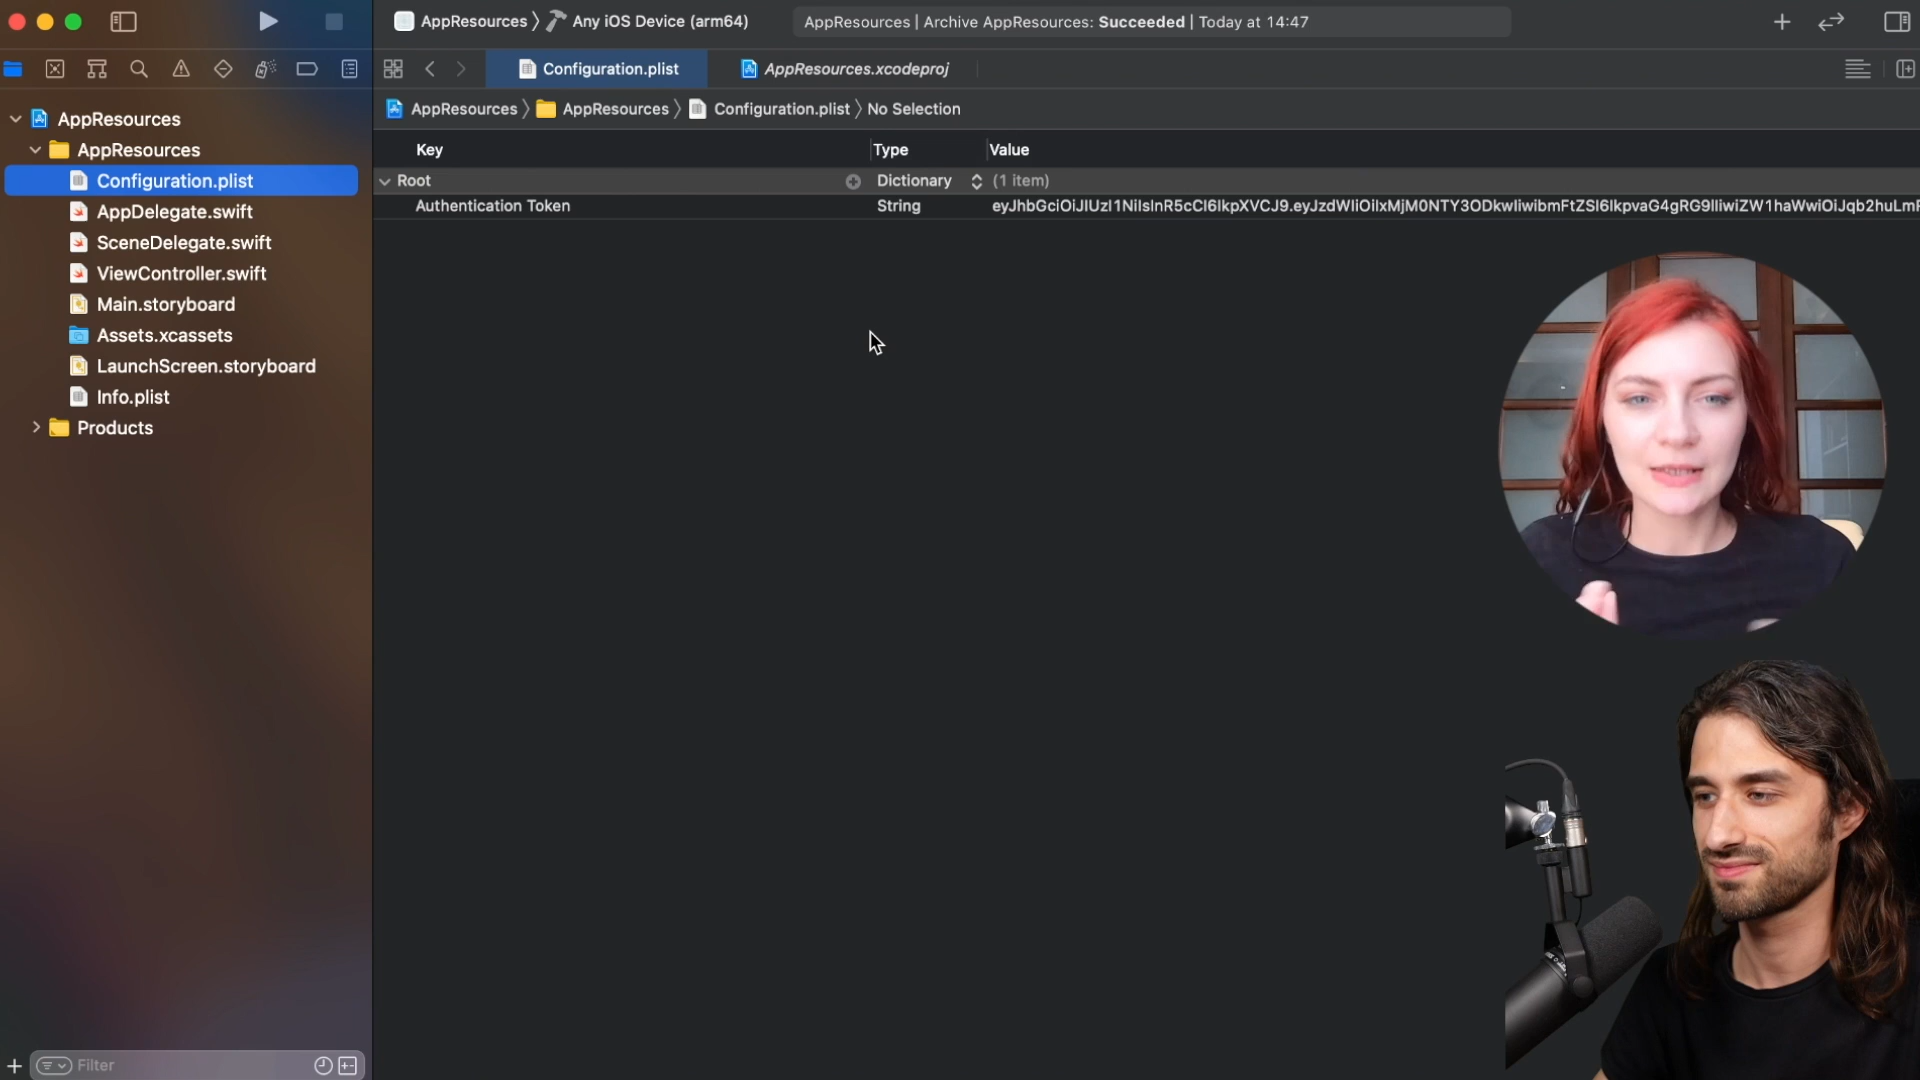 AppResources 〉 Any iOS Device (arm64)
AppResources | Archive AppResources: Succeeded | Today at 14:47
Configuration.plist
AppResources.xcodeproj
AppResources 〉 AppResources 〉 Configuration.plist 〉 No Selection
AppResources
AppResources
Configuration.plist
AppDelegate.swift
SceneDelegate.swift
ViewController.swift
Main.storyboard
Assets.xcassets
LaunchScreen.storyboard
Info.plist
Products
Filter
Key Type Value
Root Dictionary (1 item)
Authentication Token String